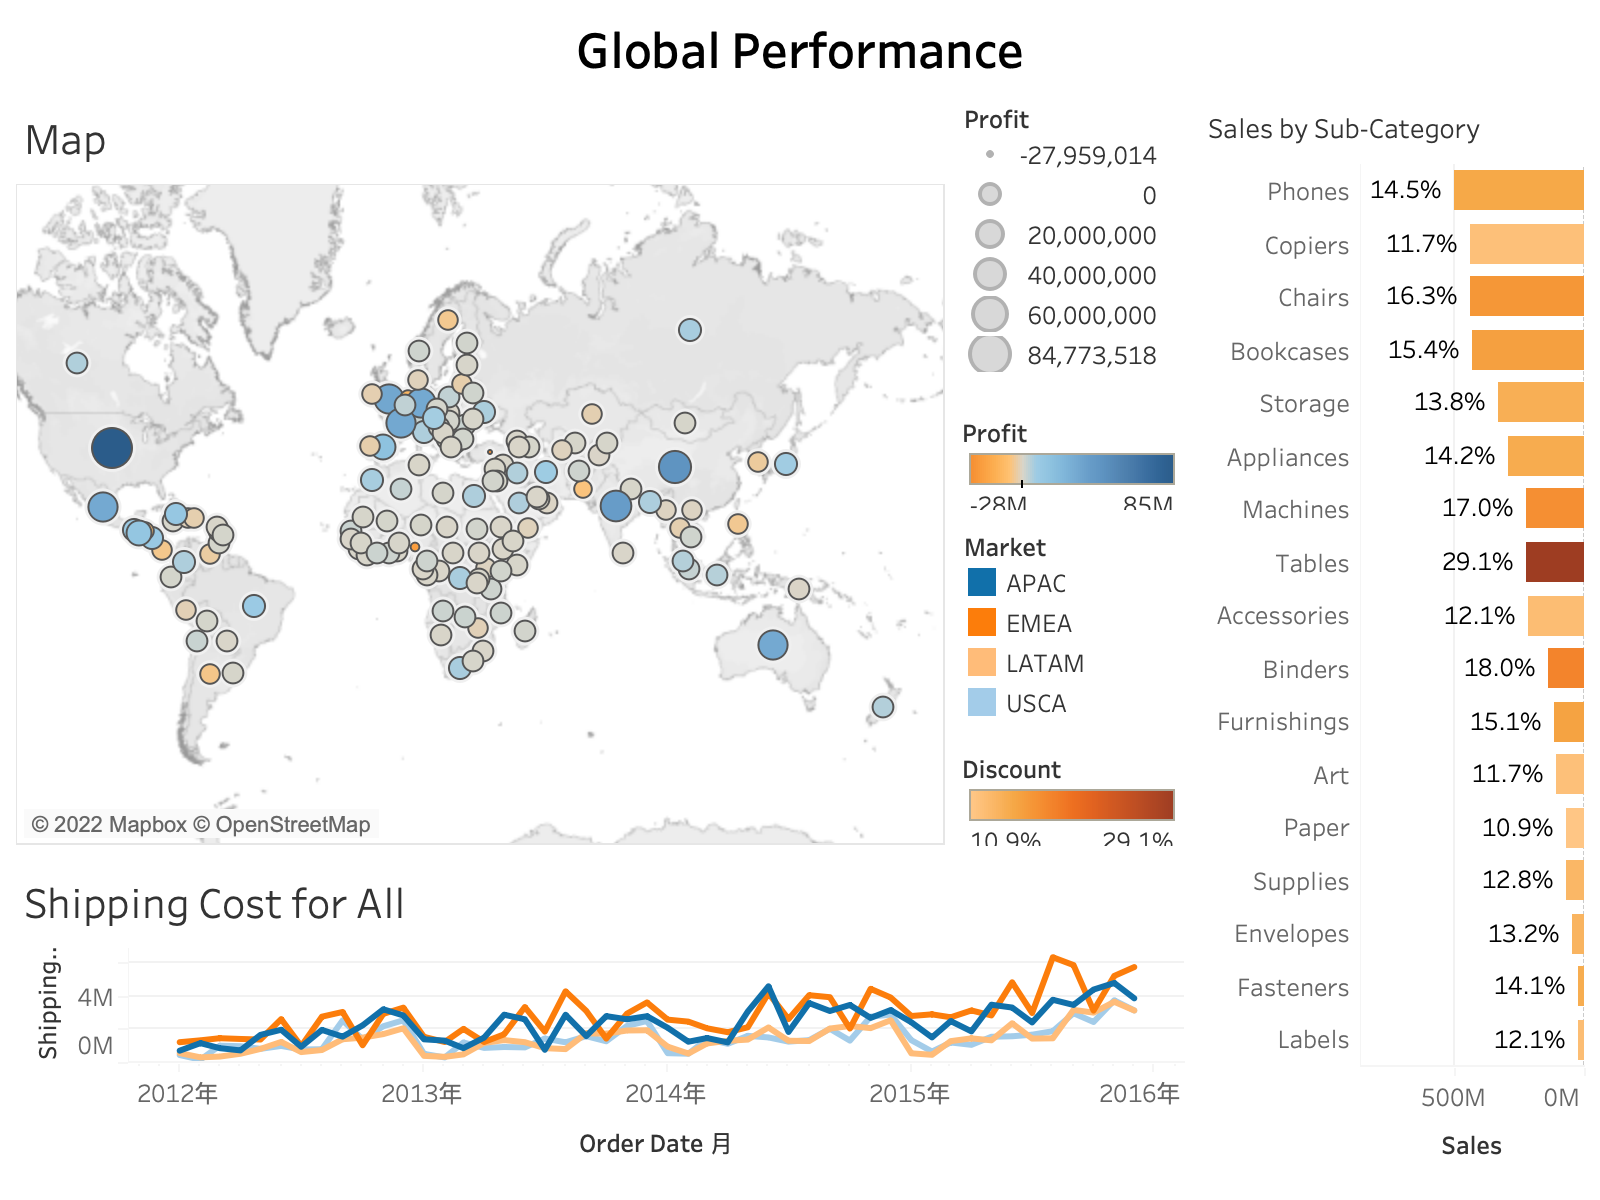 Global Performance
Map
© 2022 Mapbox © OpenStreetMap
Profit
-27,959,014
0
20,000,000
40,000,000
60,000,000
84,773,518
Profit
-28M 85M
Market
APAC
EMEA
LATAM
USCA
Discount
10.9% 29.1%
Sales by Sub-Category
Phones 14.5%
Copiers 11.7%
Chairs 16.3%
Bookcases 15.4%
Storage 13.8%
Appliances 14.2%
Machines 17.0%
Tables 29.1%
Accessories 12.1%
Binders 18.0%
Furnishings 15.1%
Art 11.7%
Paper 10.9%
Supplies 12.8%
Envelopes 13.2%
Fasteners 14.1%
Labels 12.1%
500M 0M
Sales
Shipping Cost for All
Shipping..
4M
0M
2012年 2013年 2014年 2015年 2016年
Order Date 月